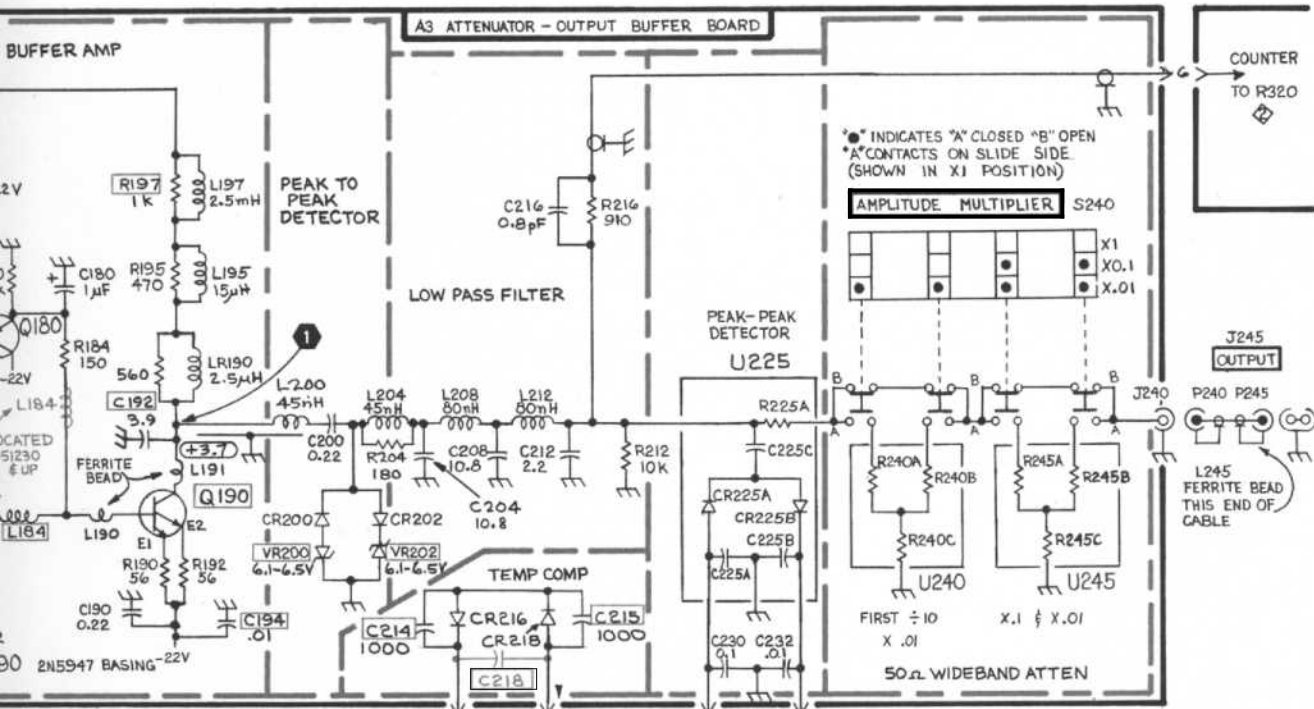 A3 ATTENUATOR - OUTPUT BUFFER BOARD
BUFFER AMP
R197
1K
L197
2.5mH
C180
1µF
R195
470
L195
15µH
Q180
-22V
R184
150
560
LR190
2.5µH
L184
C192
3.9
+3.7
L191
FERRITE
BEAD
Q190
L184
L190
E1
E2
R190
56
R192
56
C190
0.22
C194
.01
2N5947 BASING
-22V
1
PEAK TO
PEAK
DETECTOR
L200
45nH
C200
0.22
CR200
CR202
VR200
6.1-6.5V
VR202
6.1-6.5V
LOW PASS FILTER
L204
45nH
R204
180
C204
10.8
L208
80nH
C208
10.8
L212
80nH
C212
2.2
R212
10K
C216
0.8pF
R216
910
TEMP COMP
C214
1000
CR216
CR218
C215
1000
C218
PEAK-PEAK
DETECTOR
U225
R225A
C225C
CR225A
CR225B
C225B
C225A
C230
0.1
C232
.01
"●" INDICATES "A" CLOSED "B" OPEN
"A" CONTACTS ON SLIDE SIDE
(SHOWN IN X1 POSITION)
AMPLITUDE MULTIPLIER S240
X1
X0.1
X.01
B
B
B
A
A
A
R240A
R240B
R240C
U240
R245A
R245B
R245C
U245
FIRST ÷10
X .01
X.1 & X.01
50Ω WIDEBAND ATTEN
6
COUNTER
TO R320
2
J245
OUTPUT
J240
P240 P245
L245
FERRITE BEAD
THIS END OF
CABLE